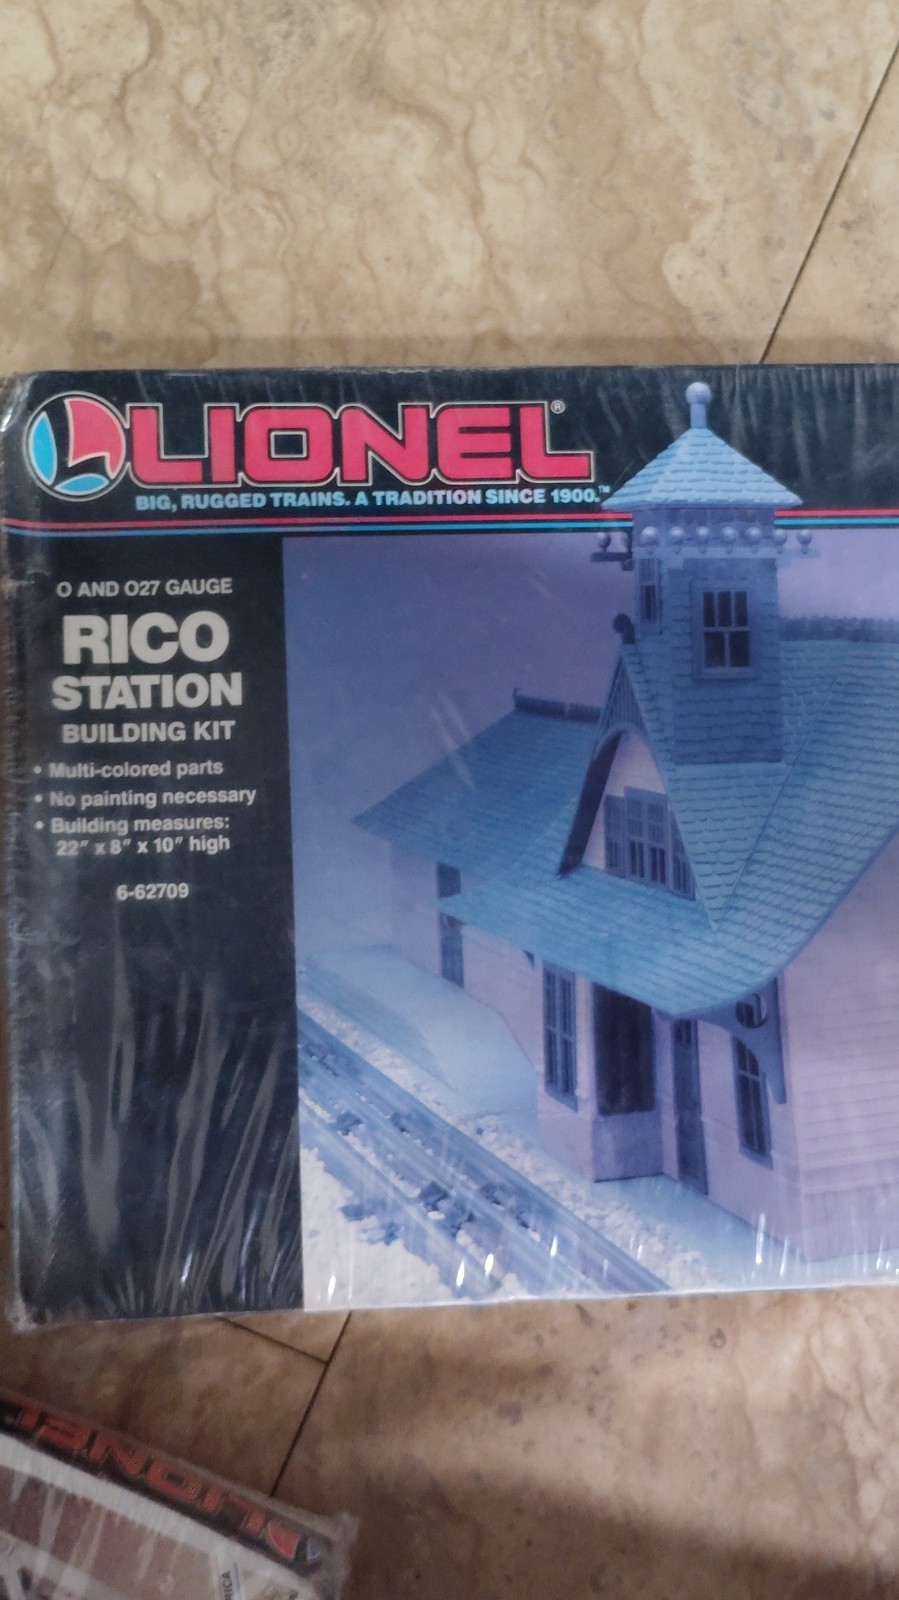 LIONEL®
BIG, RUGGED TRAINS. A TRADITION SINCE 1900.™
O AND O27 GAUGE
RICO
STATION
BUILDING KIT
• Multi-colored parts
• No painting necessary
• Building measures:
22" x 8" x 10" high
6-62709
LIONEL